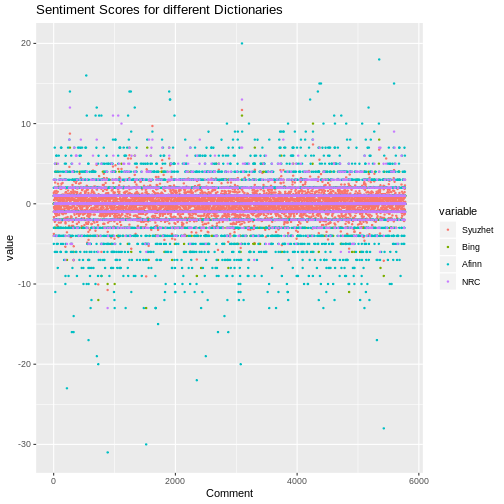 Sentiment Scores for different Dictionaries
20
10
0
-10
-20
-30
value
0
2000
4000
6000
Comment
variable
Syuzhet
Bing
Afinn
NRC